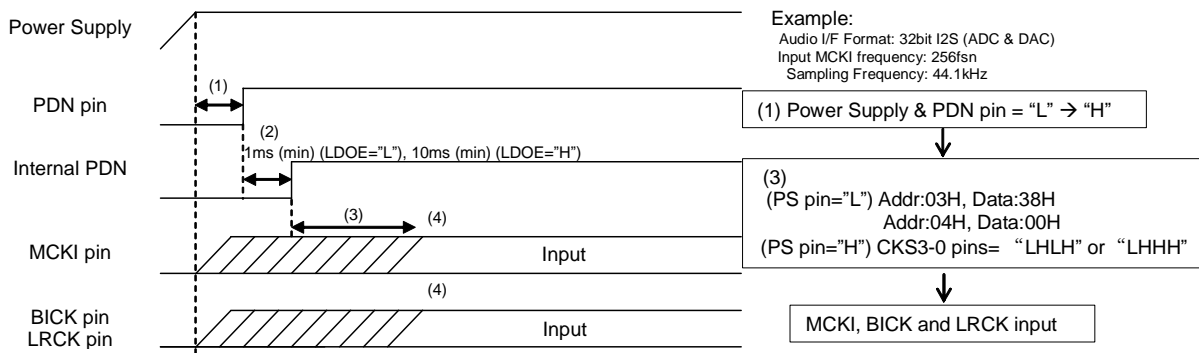 Power Supply
PDN pin
Internal PDN
MCKI pin
BICK pin
LRCK pin
(1)
(2)
1ms (min) (LDOE="L"), 10ms (min) (LDOE="H")
(3)
(4)
Input
(4)
Input
Example:
Audio I/F Format: 32bit I2S (ADC & DAC)
Input MCKI frequency: 256fsn
Sampling Frequency: 44.1kHz
(1) Power Supply & PDN pin = “L” → “H”
(3)
(PS pin="L") Addr:03H, Data:38H
Addr:04H, Data:00H
(PS pin="H") CKS3-0 pins= “LHLH” or “LHHH”
MCKI, BICK and LRCK input